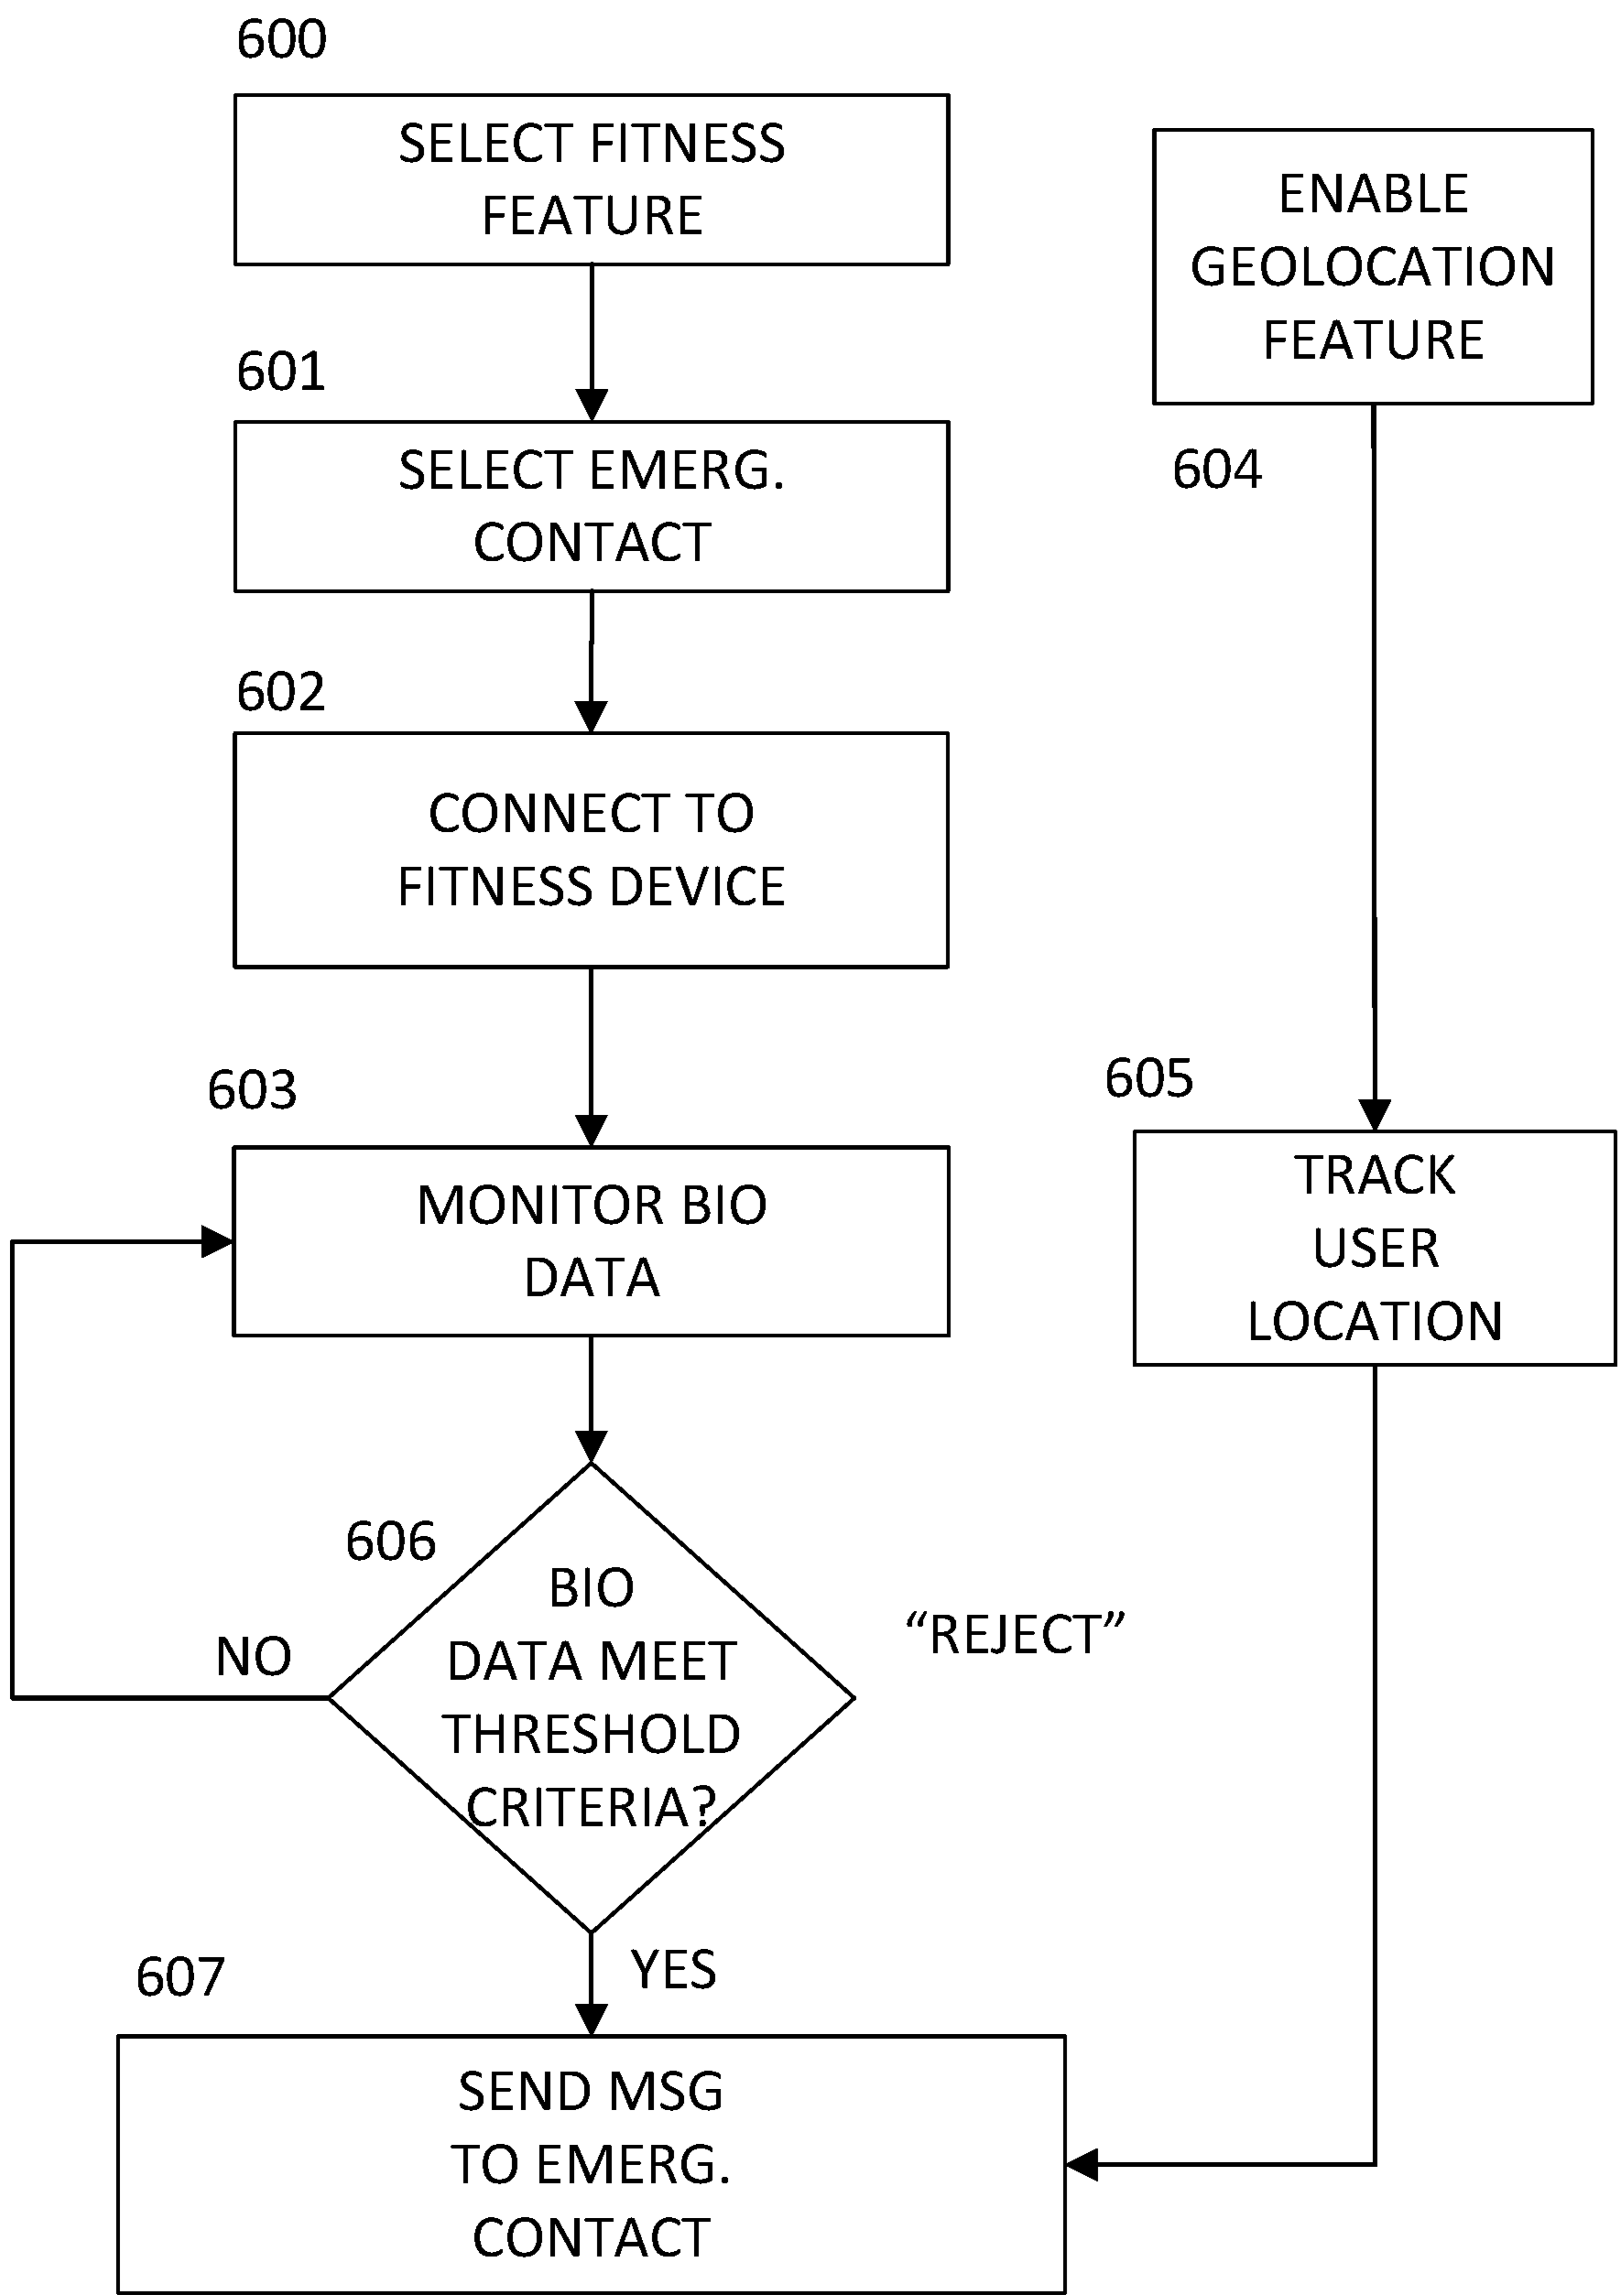 600
SELECT FITNESS
FEATURE
ENABLE
GEOLOCATION
FEATURE
601
SELECT EMERG.
CONTACT
604
602
CONNECT TO
FITNESS DEVICE
603
MONITOR BIO
DATA
605
TRACK
USER
LOCATION
606
BIO
DATA MEET
THRESHOLD
CRITERIA?
NO
“REJECT”
YES
607
SEND MSG
TO EMERG.
CONTACT